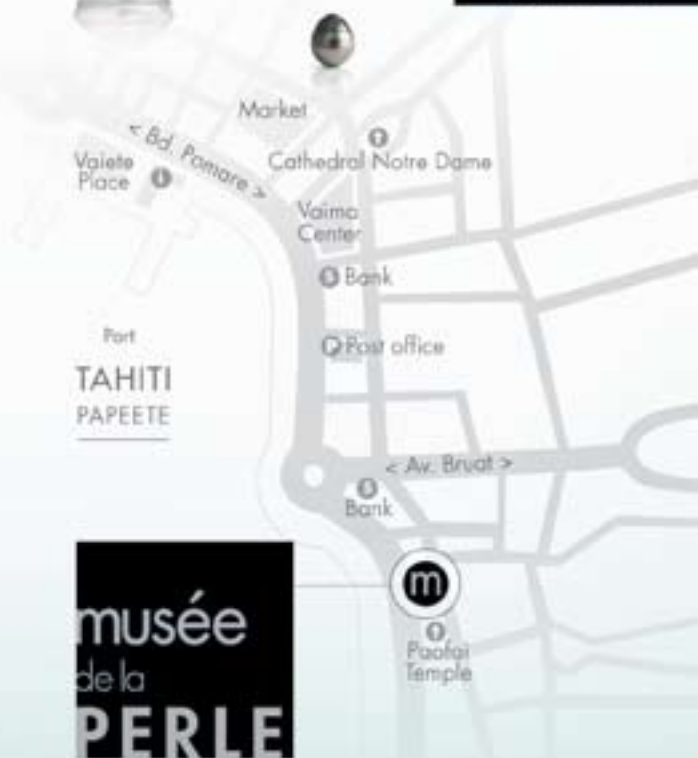 Market
< Bd. Pomare >
Cathedral Notre Dame
Vaiete
Place
Vaima
Center
$ Bank
Post office
Port
TAHITI
PAPEETE
< Av. Bruat >
$
Bank
m
musée
de la
PERLE
Paofai
Temple